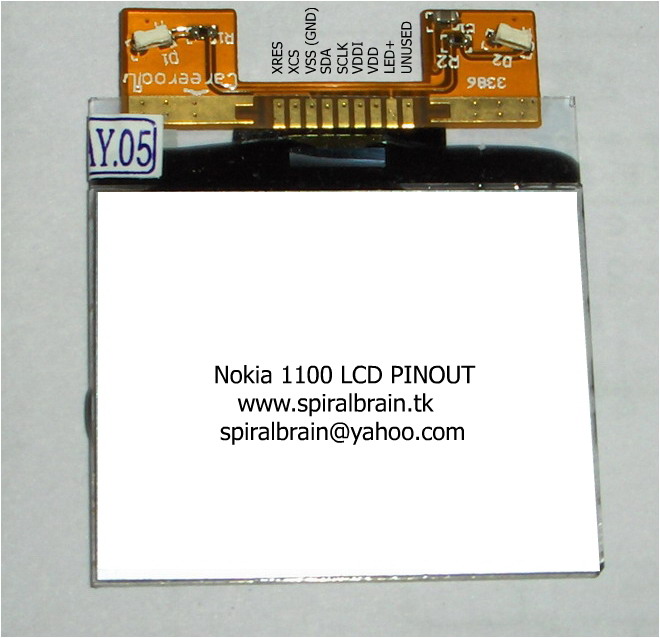 XRES
XCS
VSS (GND)
SDA
SCLK
VDDI
VDD
LED+
UNUSED
D1
R2
D2
3386
AY.05
Nokia 1100 LCD PINOUT
www.spiralbrain.tk
spiralbrain@yahoo.com